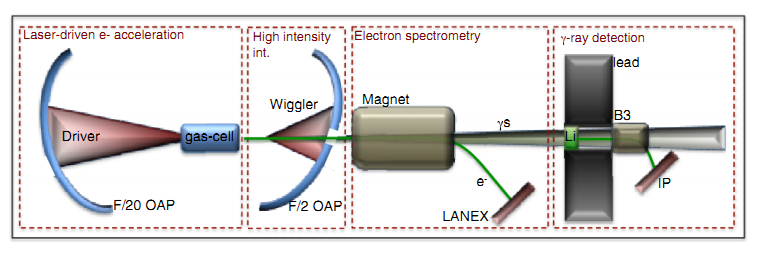 Laser-driven e- acceleration
High intensity
int.
Electron spectrometry
γ-ray detection
lead
Wiggler
Magnet
B3
Driver
gas-cell
γs
Li
e-
IP
F/20 OAP
F/2 OAP
LANEX